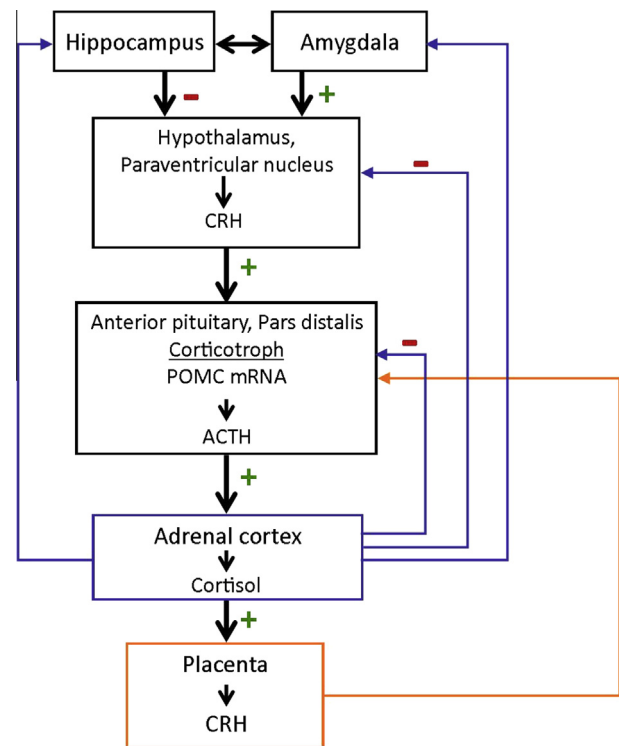 Hippocampus
Amygdala
-
+
Hypothalamus,
Paraventricular nucleus
CRH
-
+
Anterior pituitary, Pars distalis
Corticotroph
POMC mRNA
ACTH
-
+
Adrenal cortex
Cortisol
+
Placenta
CRH